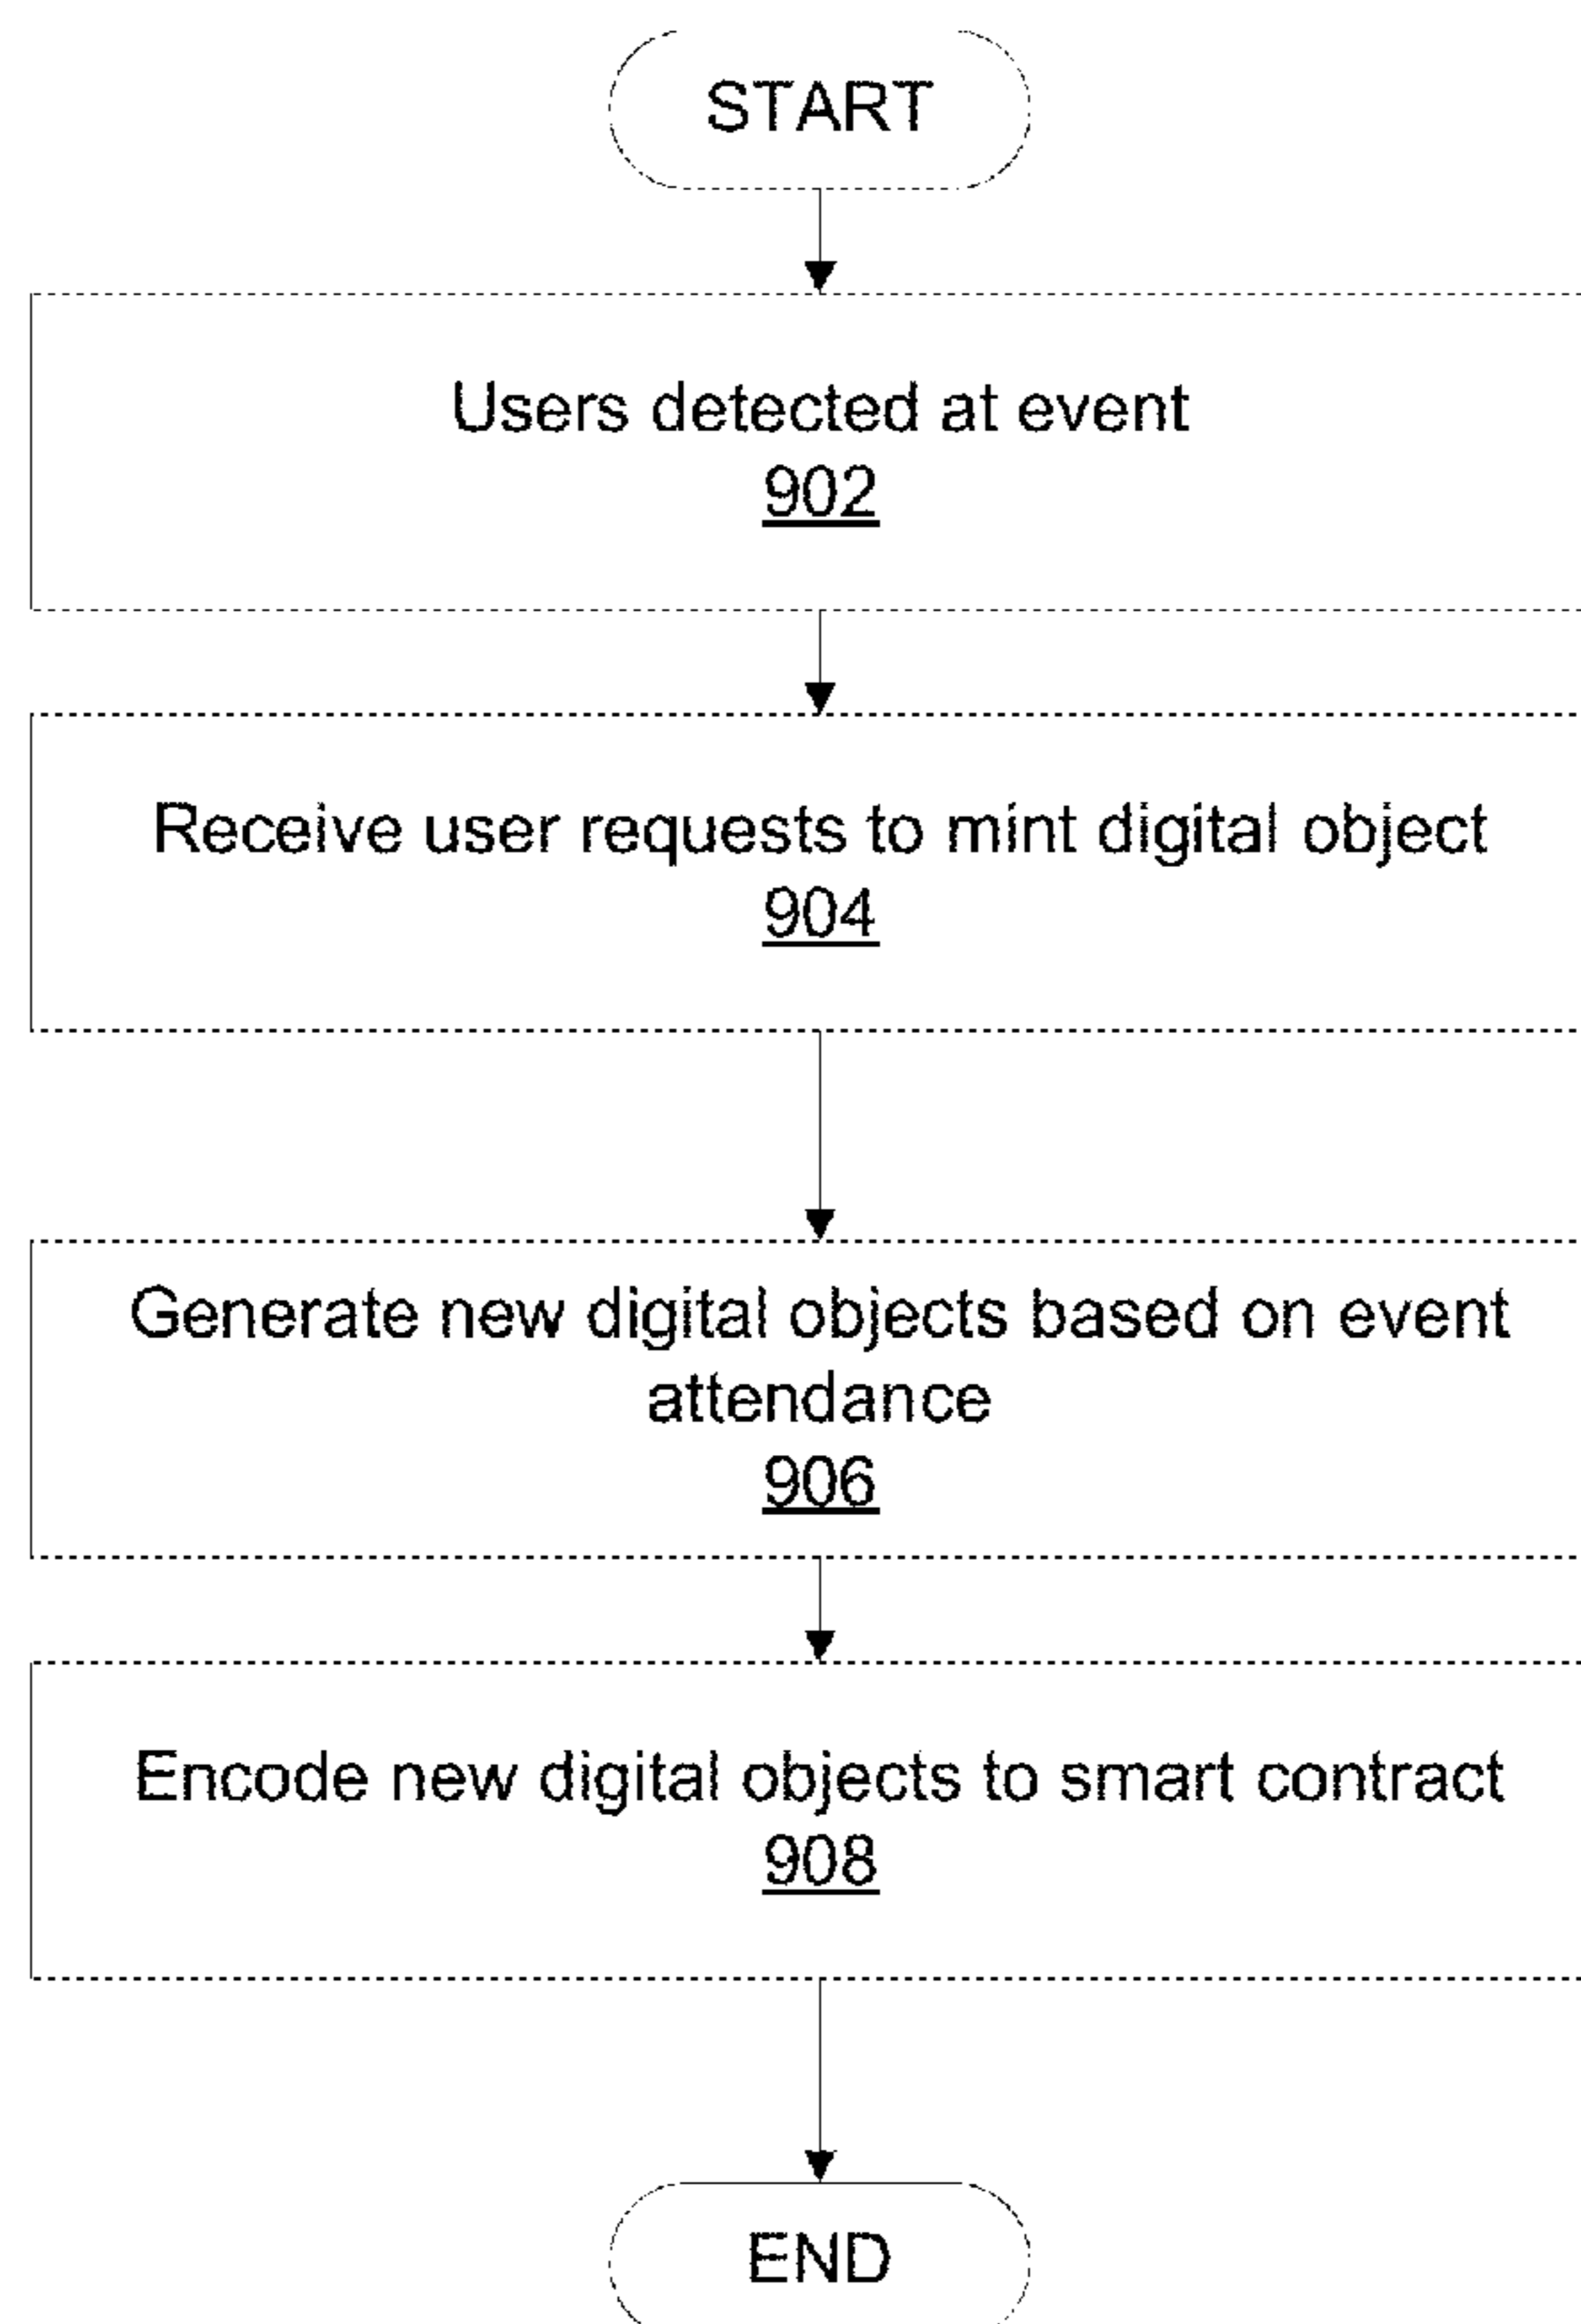 START
Users detected at event
902
Receive user requests to mint digital object
904
Generate new digital objects based on event
attendance
906
Encode new digital objects to smart contract
908
END